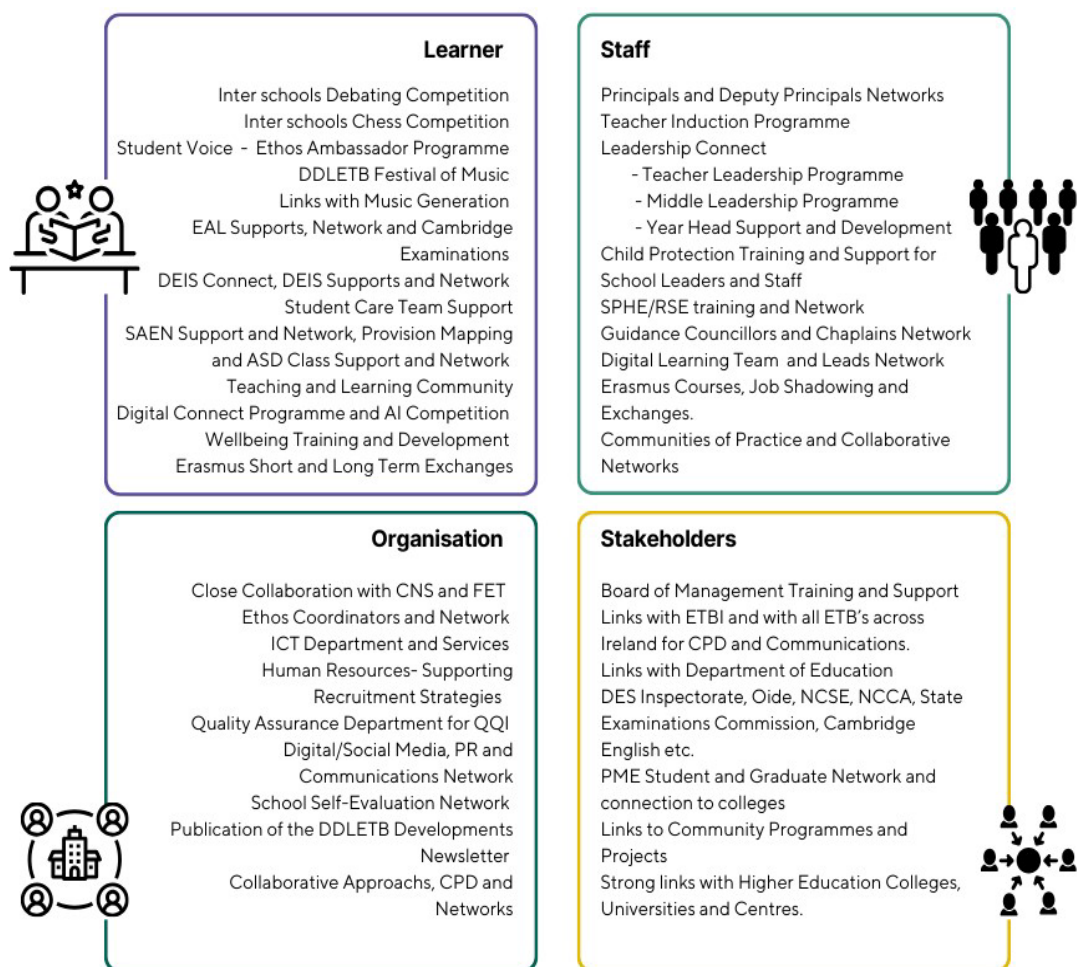 Learner
Inter schools Debating Competition
Inter schools Chess Competition
Student Voice - Ethos Ambassador Programme
DDLETB Festival of Music
Links with Music Generation
EAL Supports, Network and Cambridge
Examinations
DEIS Connect, DEIS Supports and Network
Student Care Team Support
SAEN Support and Network, Provision Mapping
and ASD Class Support and Network
Teaching and Learning Community
Digital Connect Programme and AI Competition
Wellbeing Training and Development
Erasmus Short and Long Term Exchanges
Staff
Principals and Deputy Principals Networks
Teacher Induction Programme
Leadership Connect
- Teacher Leadership Programme
- Middle Leadership Programme
- Year Head Support and Development
Child Protection Training and Support for
School Leaders and Staff
SPHE/RSE training and Network
Guidance Councillors and Chaplains Network
Digital Learning Team and Leads Network
Erasmus Courses, Job Shadowing and
Exchanges.
Communities of Practice and Collaborative
Networks
Organisation
Close Collaboration with CNS and FET
Ethos Coordinators and Network
ICT Department and Services
Human Resources- Supporting
Recruitment Strategies
Quality Assurance Department for QQI
Digital/Social Media, PR and
Communications Network
School Self-Evaluation Network
Publication of the DDLETB Developments
Newsletter
Collaborative Approachs, CPD and
Networks
Stakeholders
Board of Management Training and Support
Links with ETBI and with all ETB's across
Ireland for CPD and Communications.
Links with Department of Education
DES Inspectorate, Oide, NCSE, NCCA, State
Examinations Commission, Cambridge
English etc.
PME Student and Graduate Network and
connection to colleges
Links to Community Programmes and
Projects
Strong links with Higher Education Colleges,
Universities and Centres.